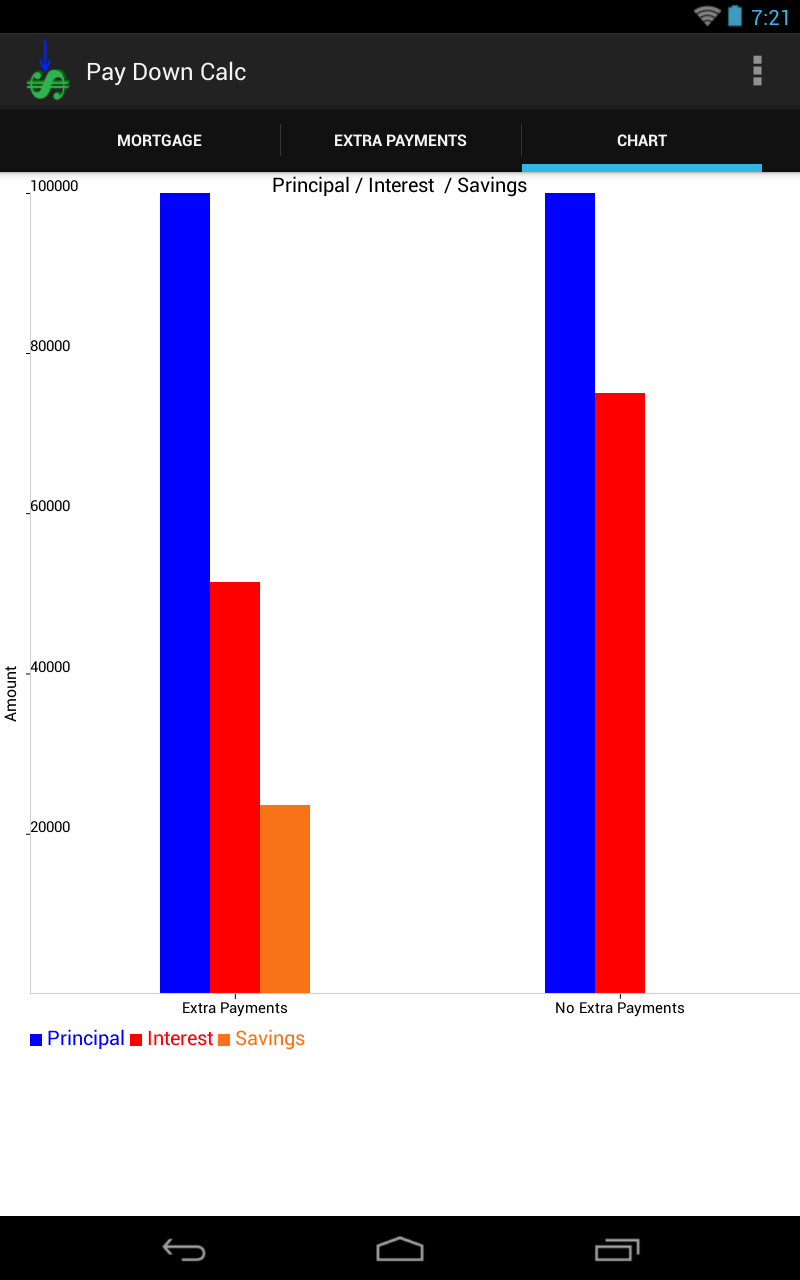 7:21
Pay Down Calc
MORTGAGE EXTRA PAYMENTS CHART
Principal / Interest / Savings
100000
80000
60000
40000
20000
Amount
Extra Payments No Extra Payments
Principal Interest Savings